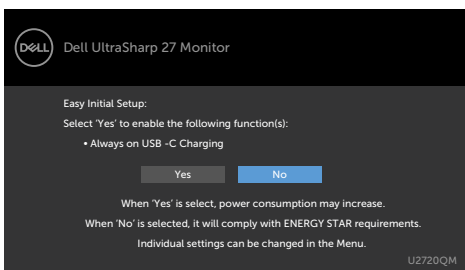 DELL Dell UltraSharp 27 Monitor
Easy Initial Setup:
Select 'Yes' to enable the following function(s):
• Always on USB -C Charging
Yes No
When 'Yes' is select, power consumption may increase.
When 'No' is selected, it will comply with ENERGY STAR requirements.
Individual settings can be changed in the Menu.
U2720QM